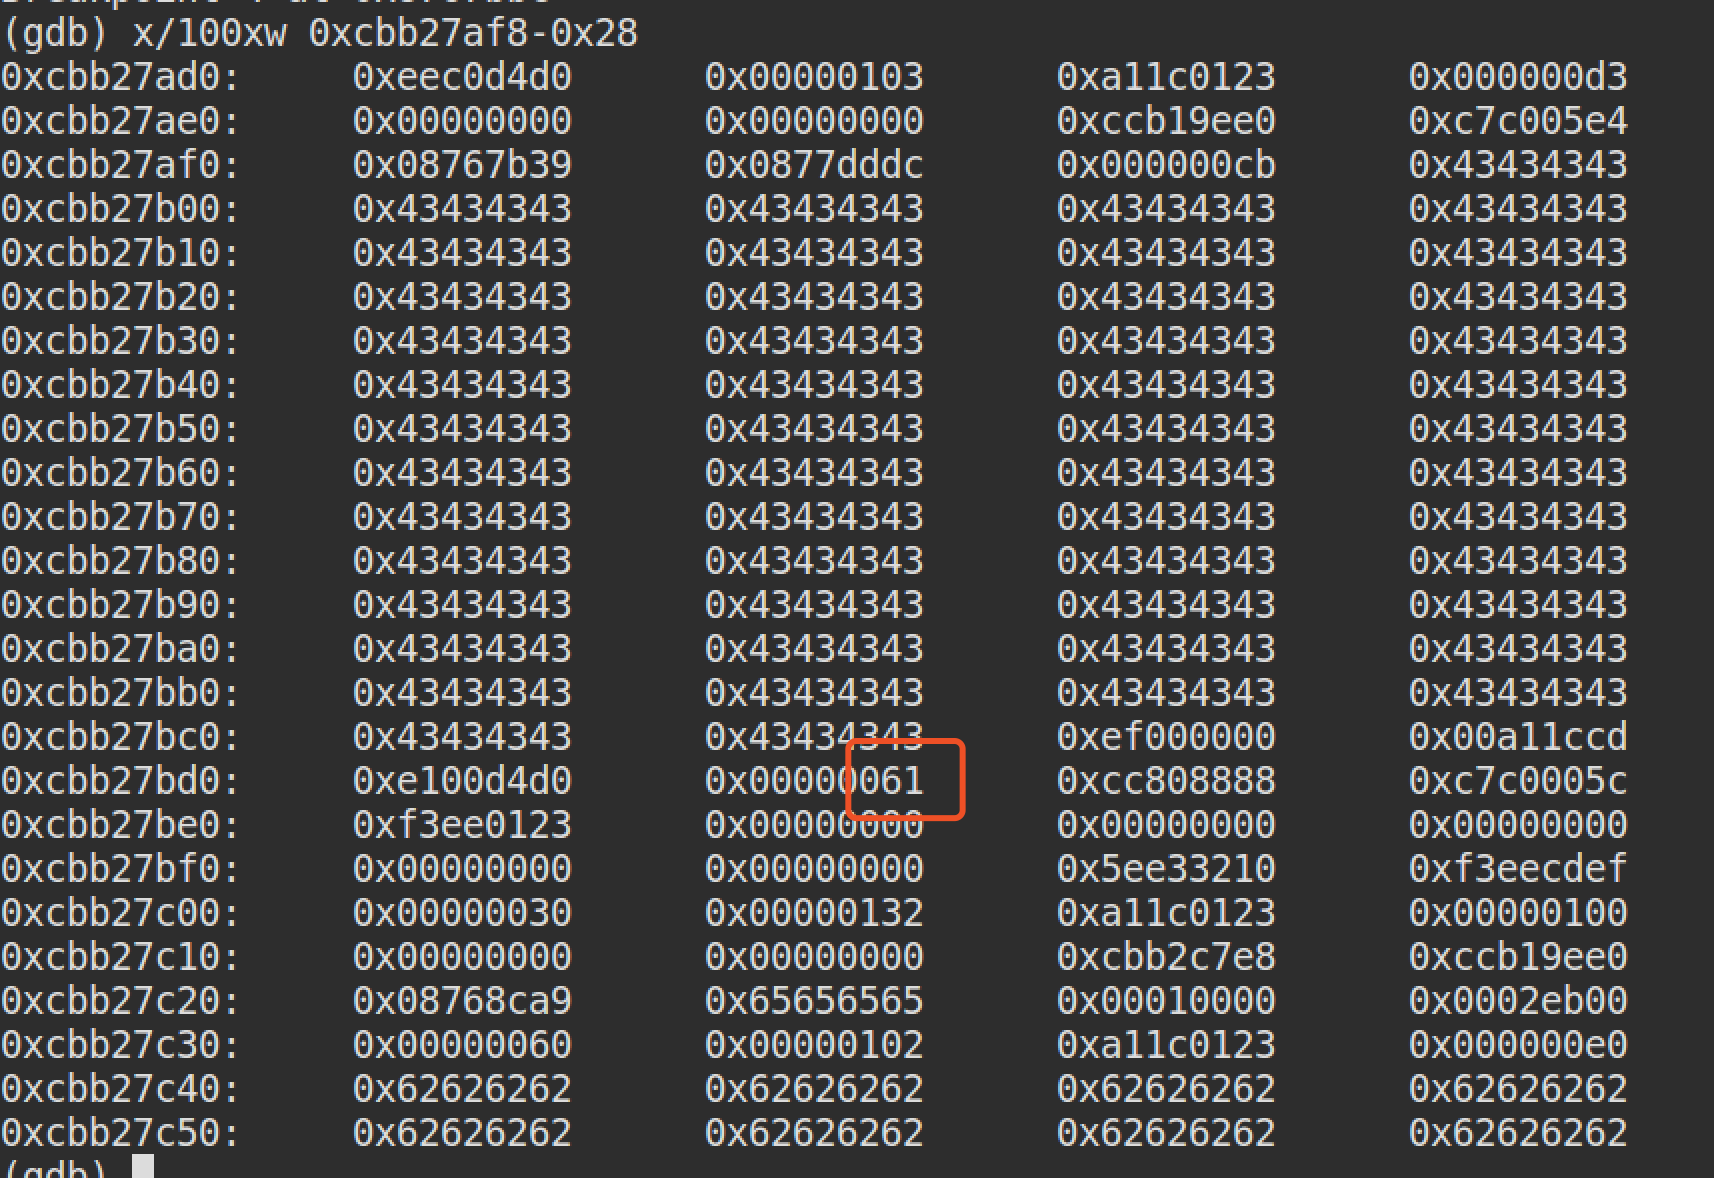 (gdb) x/100xw 0xcbb27af8-0x28
0xcbb27ad0: 0xeec0d4d0 0x00000103 0xa11c0123 0x000000d3
0xcbb27ae0: 0x00000000 0x00000000 0xccb19ee0 0xc7c005e4
0xcbb27af0: 0x08767b39 0x0877dddc 0x000000cb 0x43434343
0xcbb27b00: 0x43434343 0x43434343 0x43434343 0x43434343
0xcbb27b10: 0x43434343 0x43434343 0x43434343 0x43434343
0xcbb27b20: 0x43434343 0x43434343 0x43434343 0x43434343
0xcbb27b30: 0x43434343 0x43434343 0x43434343 0x43434343
0xcbb27b40: 0x43434343 0x43434343 0x43434343 0x43434343
0xcbb27b50: 0x43434343 0x43434343 0x43434343 0x43434343
0xcbb27b60: 0x43434343 0x43434343 0x43434343 0x43434343
0xcbb27b70: 0x43434343 0x43434343 0x43434343 0x43434343
0xcbb27b80: 0x43434343 0x43434343 0x43434343 0x43434343
0xcbb27b90: 0x43434343 0x43434343 0x43434343 0x43434343
0xcbb27ba0: 0x43434343 0x43434343 0x43434343 0x43434343
0xcbb27bb0: 0x43434343 0x43434343 0x43434343 0x43434343
0xcbb27bc0: 0x43434343 0x43434343 0xef000000 0x00a11ccd
0xcbb27bd0: 0xe100d4d0 0x00000061 0xcc808888 0xc7c0005c
0xcbb27be0: 0xf3ee0123 0x00000000 0x00000000 0x00000000
0xcbb27bf0: 0x00000000 0x00000000 0x5ee33210 0xf3eecdef
0xcbb27c00: 0x00000030 0x00000132 0xa11c0123 0x00000100
0xcbb27c10: 0x00000000 0x00000000 0xcbb2c7e8 0xccb19ee0
0xcbb27c20: 0x08768ca9 0x65656565 0x00010000 0x0002eb00
0xcbb27c30: 0x00000060 0x00000102 0xa11c0123 0x000000e0
0xcbb27c40: 0x62626262 0x62626262 0x62626262 0x62626262
0xcbb27c50: 0x62626262 0x62626262 0x62626262 0x62626262
(gdb)